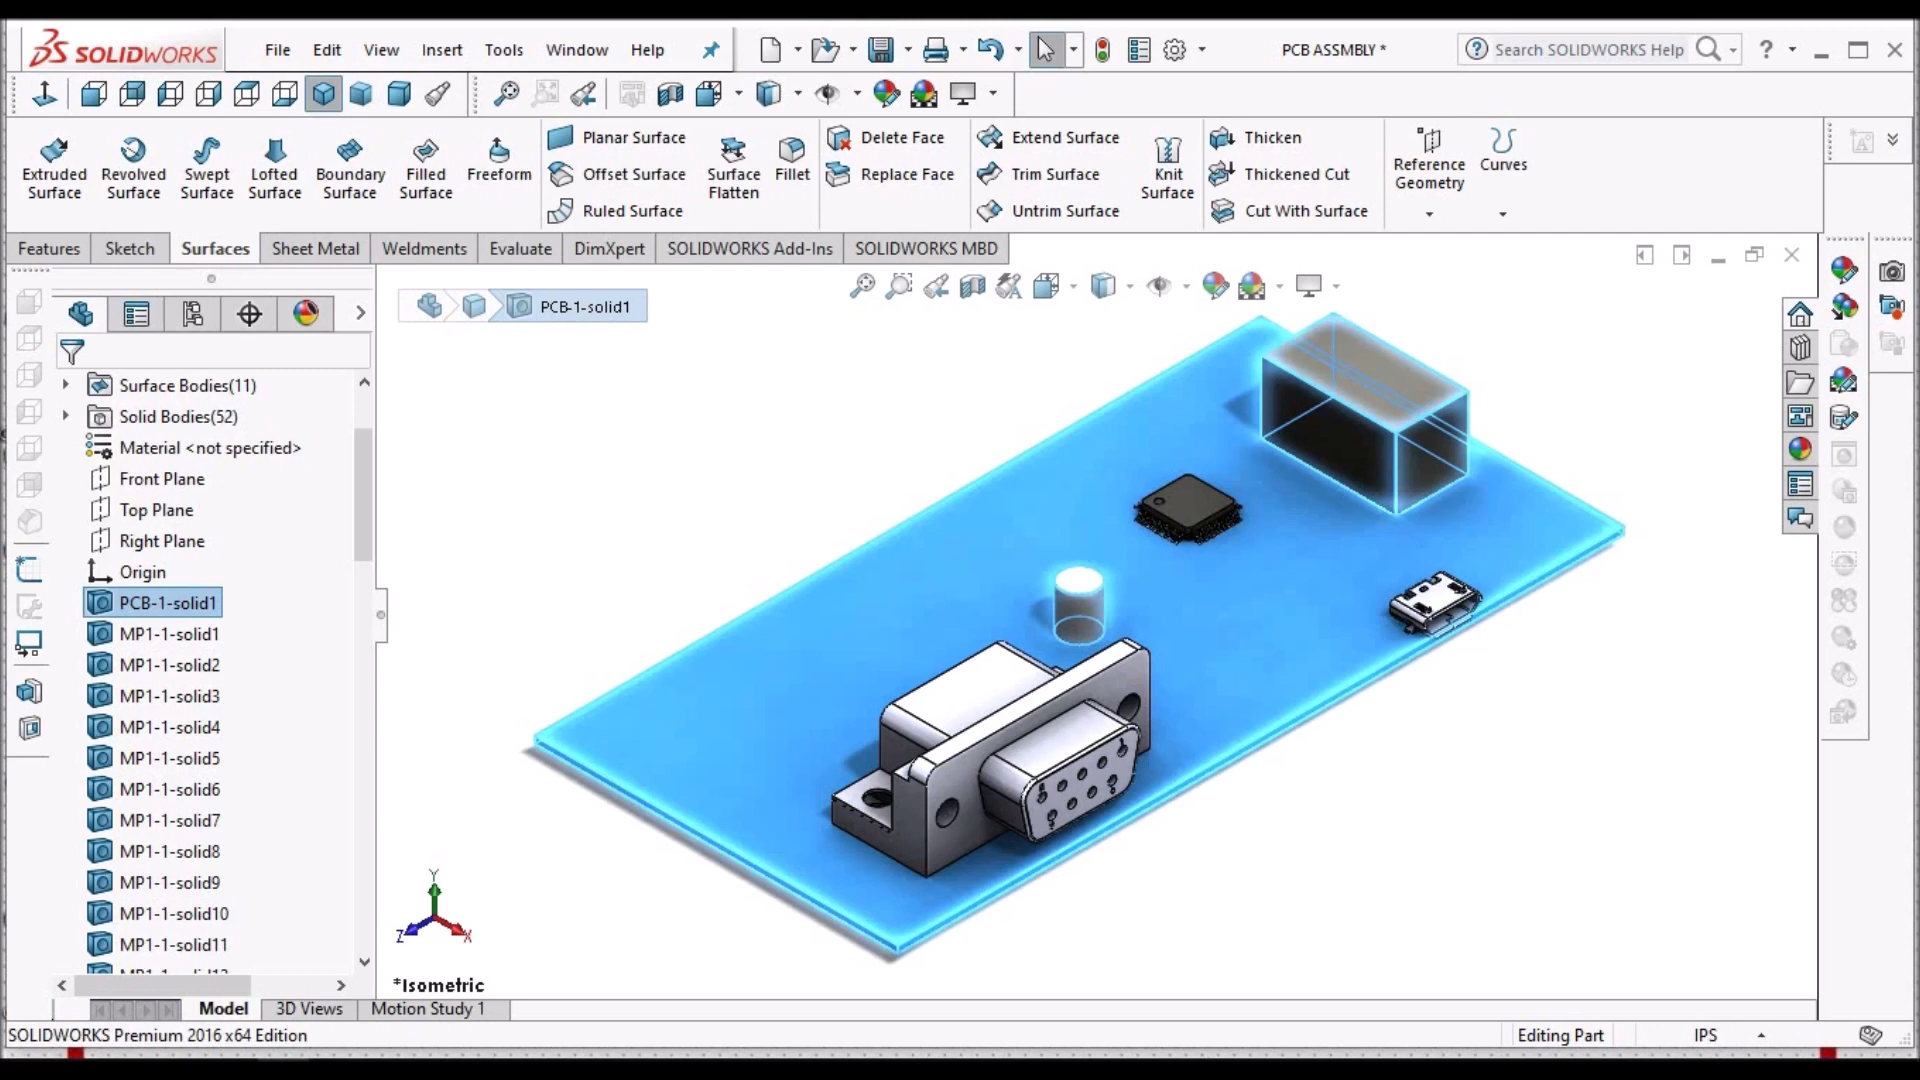 SOLIDWORKS File Edit View Insert Tools Window Help PCB ASSMBLY * Search SOLIDWORKS Help ?
Extruded Surface
Revolved Surface
Swept Surface
Lofted Surface
Boundary Surface
Filled Surface
Freeform
Planar Surface
Offset Surface
Ruled Surface
Surface Flatten
Fillet
Delete Face
Replace Face
Extend Surface
Trim Surface
Untrim Surface
Knit Surface
Thicken
Thickened Cut
Cut With Surface
Reference Geometry
Curves
Features Sketch Surfaces Sheet Metal Weldments Evaluate DimXpert SOLIDWORKS Add-Ins SOLIDWORKS MBD
PCB-1-solid1
Surface Bodies(11)
Solid Bodies(52)
Material <not specified>
Front Plane
Top Plane
Right Plane
Origin
PCB-1-solid1
MP1-1-solid1
MP1-1-solid2
MP1-1-solid3
MP1-1-solid4
MP1-1-solid5
MP1-1-solid6
MP1-1-solid7
MP1-1-solid8
MP1-1-solid9
MP1-1-solid10
MP1-1-solid11
Y
Z X
*Isometric
Model 3D Views Motion Study 1
SOLIDWORKS Premium 2016 x64 Edition Editing Part IPS